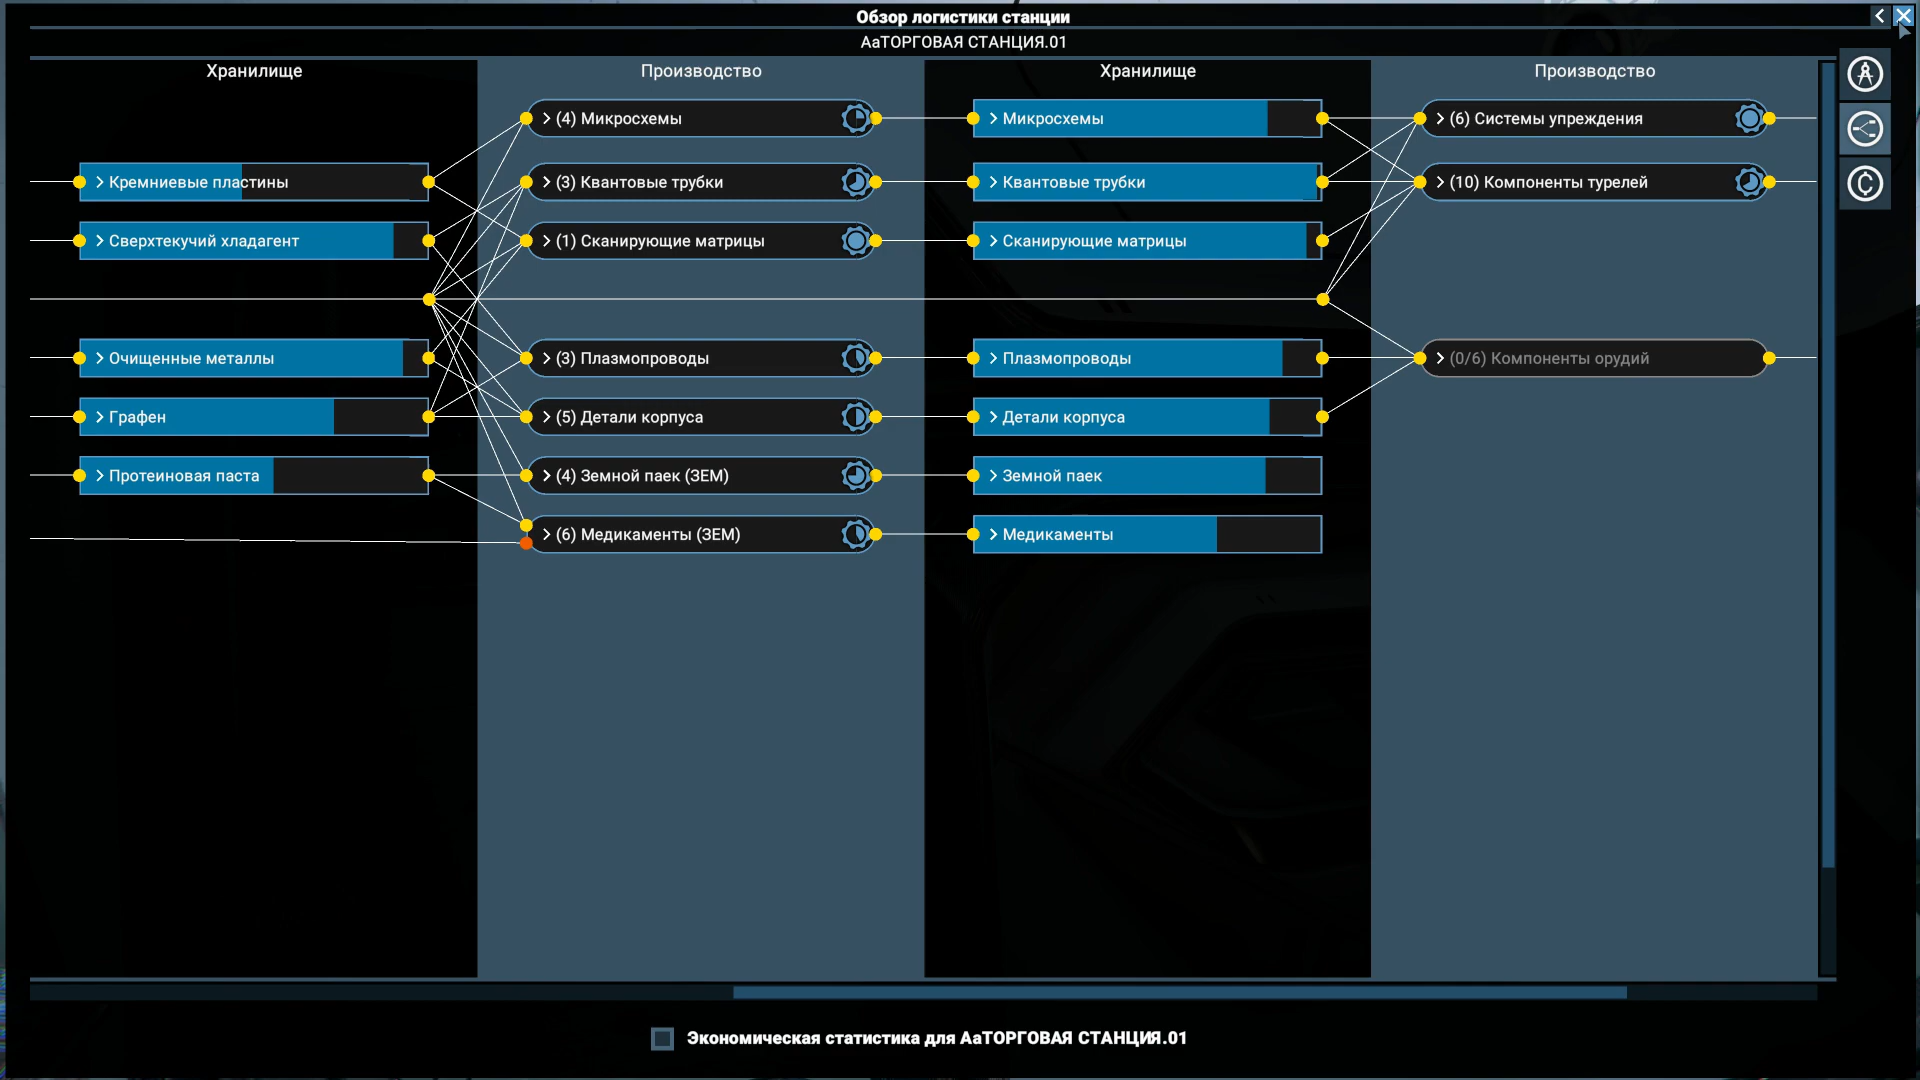 Обзор логистики станции
АаТОРГОВАЯ СТАНЦИЯ.01
Хранилище
Производство
Хранилище
Производство
(4) Микросхемы
Микросхемы
(6) Системы упреждения
Кремниевые пластины
(3) Квантовые трубки
Квантовые трубки
(10) Компоненты турелей
Сверхтекучий хладагент
(1) Сканирующие матрицы
Сканирующие матрицы
Очищенные металлы
(3) Плазмопроводы
Плазмопроводы
(0/6) Компоненты орудий
Графен
(5) Детали корпуса
Детали корпуса
Протеиновая паста
(4) Земной паек (ЗЕМ)
Земной паек
(6) Медикаменты (ЗЕМ)
Медикаменты
Экономическая статистика для АаТОРГОВАЯ СТАНЦИЯ.01